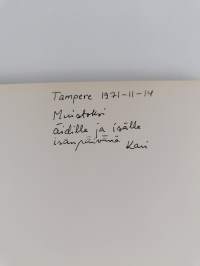 Tampere 1971-11-14
Muistoksi
äidille ja isälle
isänpäivänä Kari